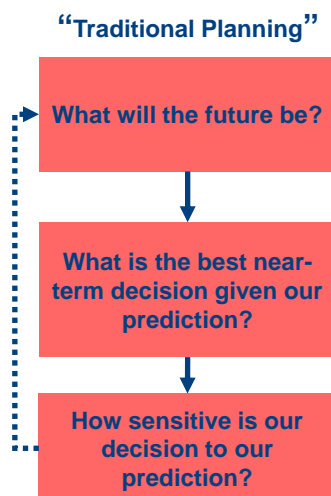 “Traditional Planning”
What will the future be?
What is the best near-
term decision given our
prediction?
How sensitive is our
decision to our
prediction?